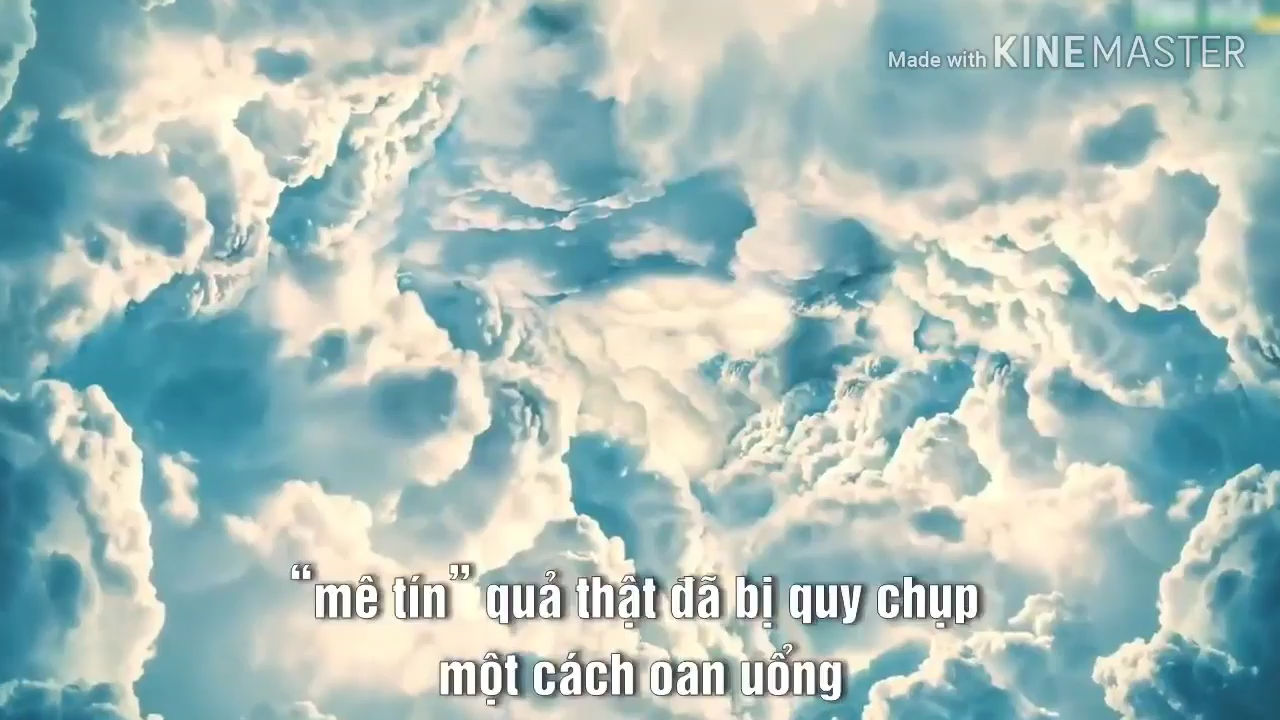 Made with KINEMASTER
“mê tín” quả thật đã bị quy chụp
một cách oan uổng